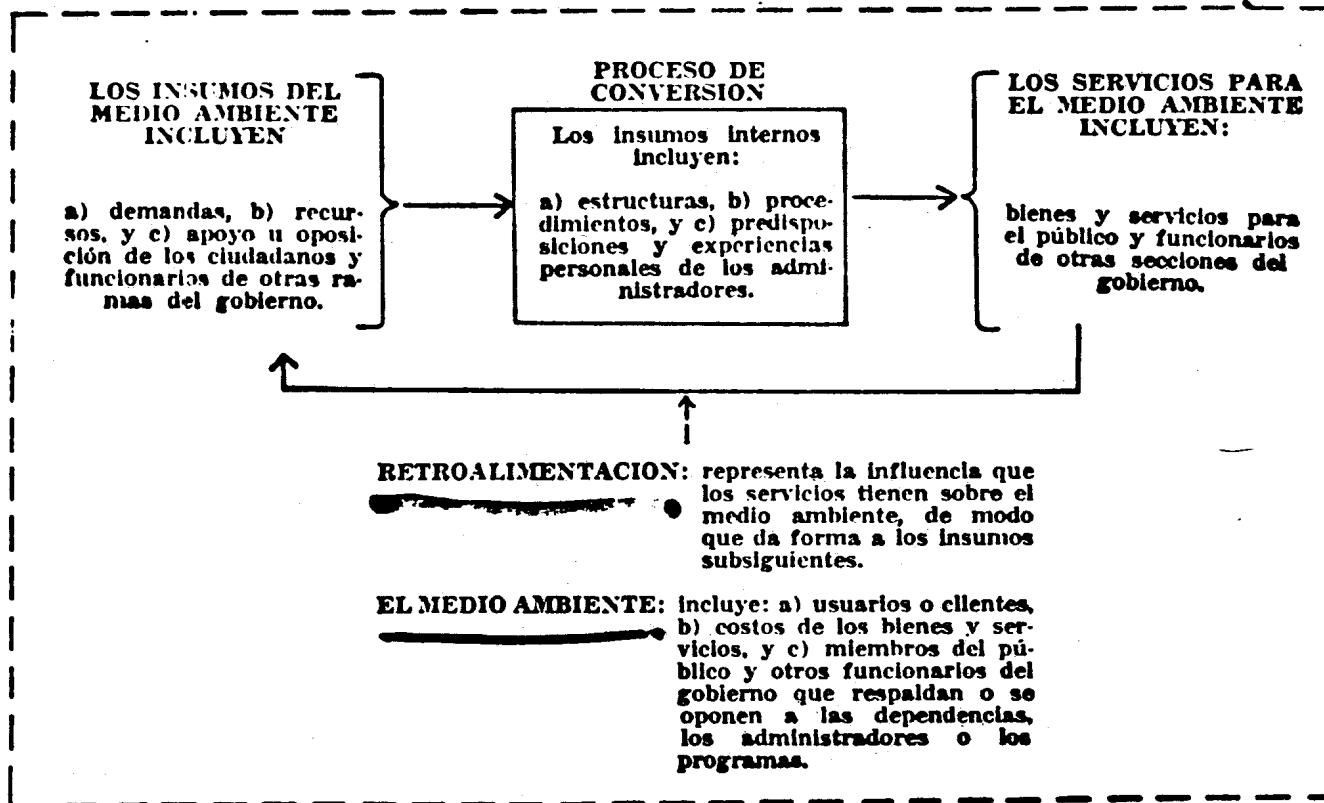 LOS INSUMOS DEL
MEDIO AMBIENTE
INCLUYEN
a) demandas, b) recur-
sos, y c) apoyo u oposi-
ción de los ciudadanos y
funcionarios de otras ra-
mas del gobierno.
PROCESO DE
CONVERSION
Los insumos internos
incluyen:
a) estructuras, b) proce-
dimientos, y c) predispo-
siciones y experiencias
personales de los admi-
nistradores.
LOS SERVICIOS PARA
EL MEDIO AMBIENTE
INCLUYEN:
bienes y servicios para
el público y funcionarios
de otras secciones del
gobierno.
RETROALIMENTACION: representa la influencia que
los servicios tienen sobre el
medio ambiente, de modo
que da forma a los insumos
subsiguientes.
EL MEDIO AMBIENTE: incluye: a) usuarios o clientes,
b) costos de los bienes y ser-
vicios, y c) miembros del pú-
blico y otros funcionarios del
gobierno que respaldan o se
oponen a las dependencias,
los administradores o los
programas.